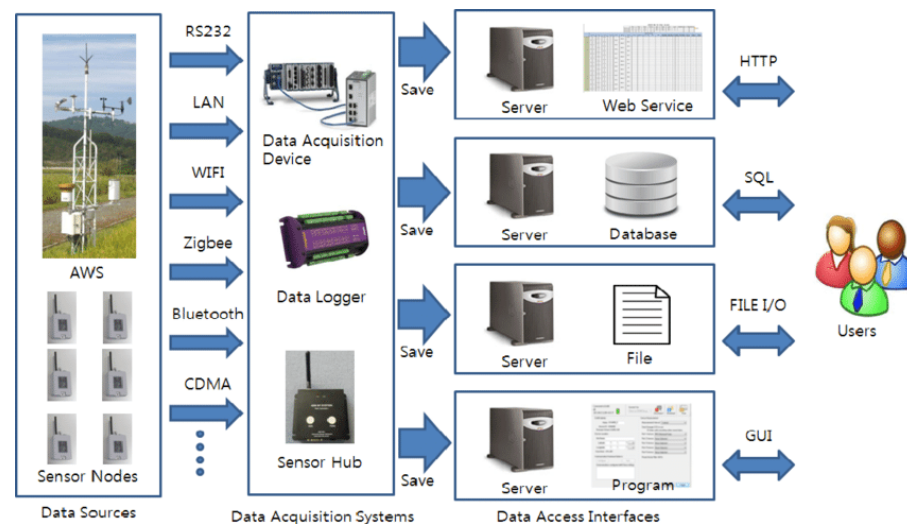 RS232
LAN
WIFI
Zigbee
Bluetooth
CDMA
AWS
Sensor Nodes
Data Sources
Data Acquisition
Device
Data Logger
Sensor Hub
Data Acquisition Systems
Save
Save
Save
Save
Server
Web Service
Server
Database
Server
File
Server
Program
Data Access Interfaces
HTTP
SQL
FILE I/O
GUI
Users